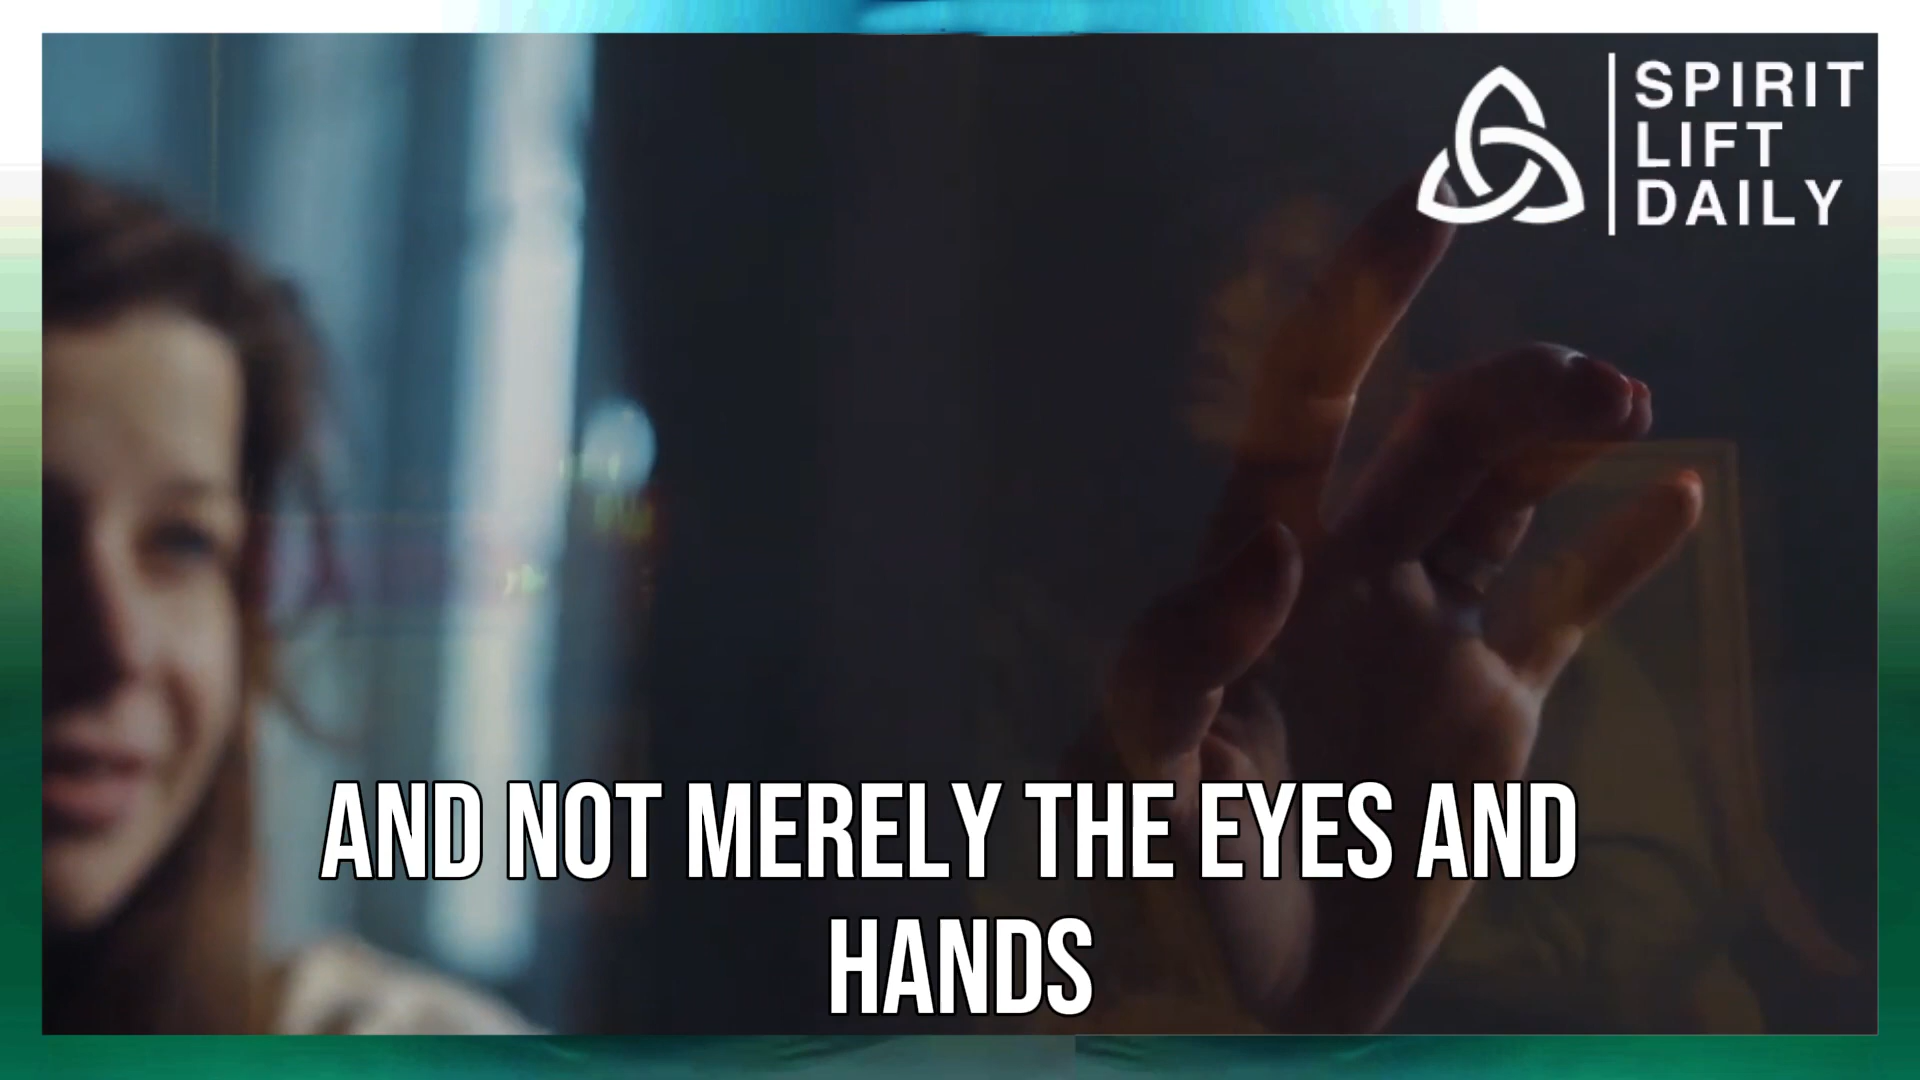 SPIRIT
LIFT
DAILY
AND NOT MERELY THE EYES AND
HANDS